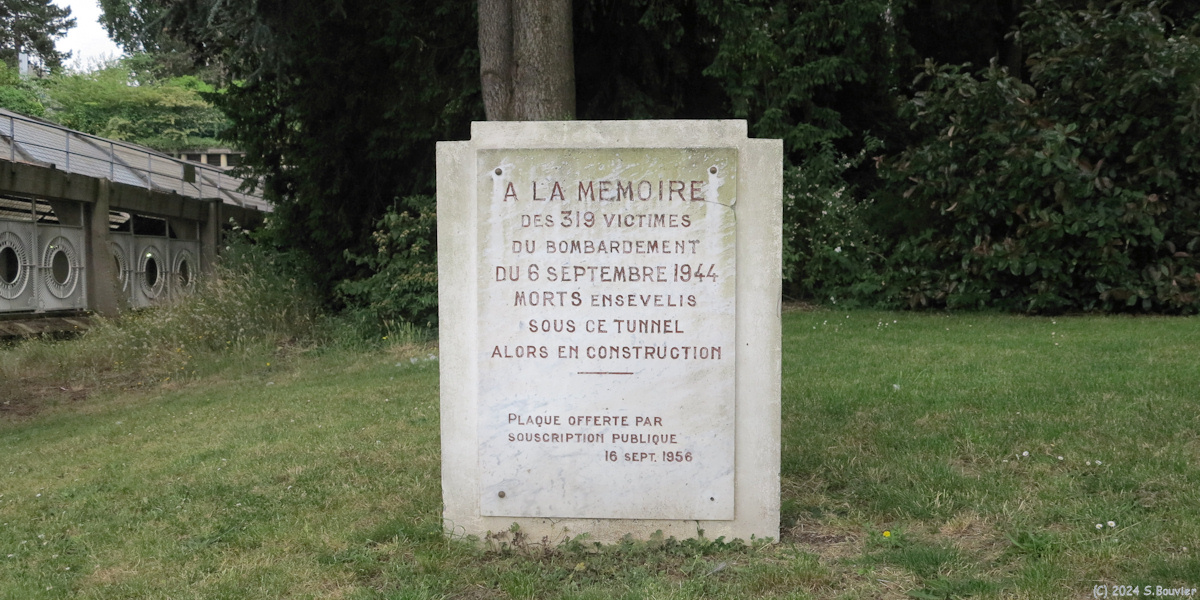 A LA MEMOIRE
DES 319 VICTIMES
DU BOMBARDEMENT
DU 6 SEPTEMBRE 1944
MORTS ENSEVELIS
SOUS CE TUNNEL
ALORS EN CONSTRUCTION
PLAQUE OFFERTE PAR
SOUSCRIPTION PUBLIQUE
16 SEPT. 1956
(C) 2024 S.Bouvier